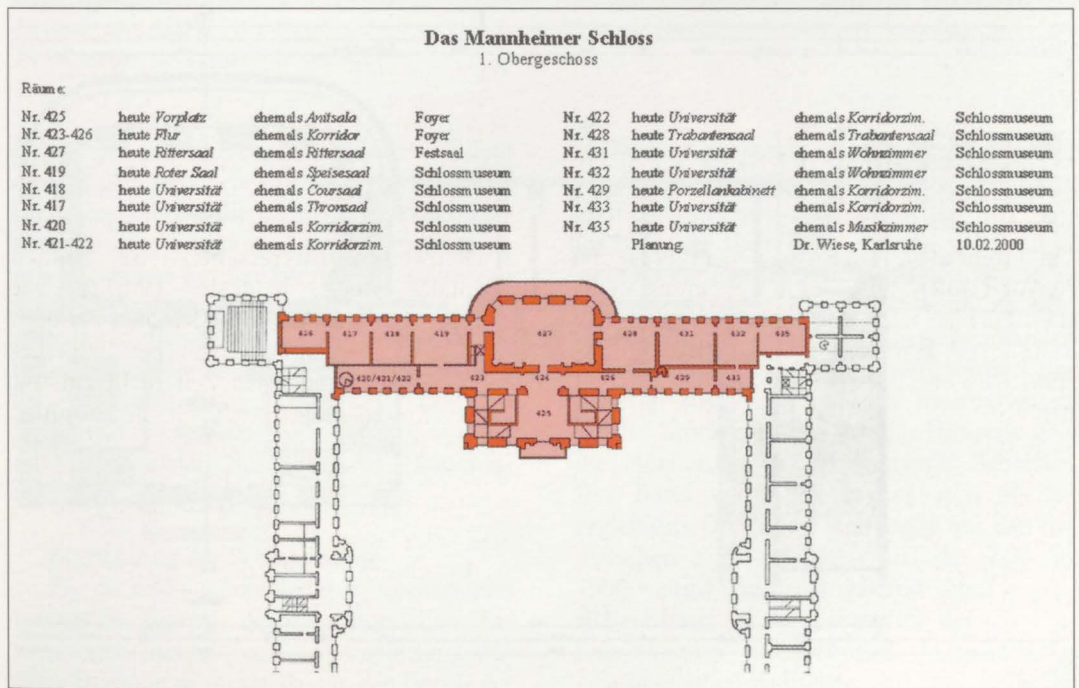 Das Mannheimer Schloss
1. Obergeschoss
Räume:
Nr. 425 heute Vorplatz ehemals Anitsala Foyer
Nr. 423-426 heute Flur ehemals Korridor Foyer
Nr. 427 heute Rittersaal ehemals Rittersaal Festsaal
Nr. 419 heute Roter Saal ehemals Speisesaal Schlossmuseum
Nr. 418 heute Universität ehemals Coursaal Schlossmuseum
Nr. 417 heute Universität ehemals Thronsaal Schlossmuseum
Nr. 420 heute Universität ehemals Korridorzim. Schlossmuseum
Nr. 421-422 heute Universität ehemals Korridorzim. Schlossmuseum
Nr. 422 heute Universität ehemals Korridorzim. Schlossmuseum
Nr. 428 heute Trabantensaal ehemals Trabantensaal Schlossmuseum
Nr. 431 heute Universität ehemals Wohnzimmer Schlossmuseum
Nr. 432 heute Universität ehemals Wohnzimmer Schlossmuseum
Nr. 429 heute Porzellankabinett ehemals Korridorzim. Schlossmuseum
Nr. 433 heute Universität ehemals Korridorzim. Schlossmuseum
Nr. 435 heute Universität ehemals Musikzimmer Schlossmuseum
Planung Dr. Wiese, Karlsruhe 10.02.2000
416 417 418 419 427 428 431 432 435
420/421/422 423 424 426 429 433
425